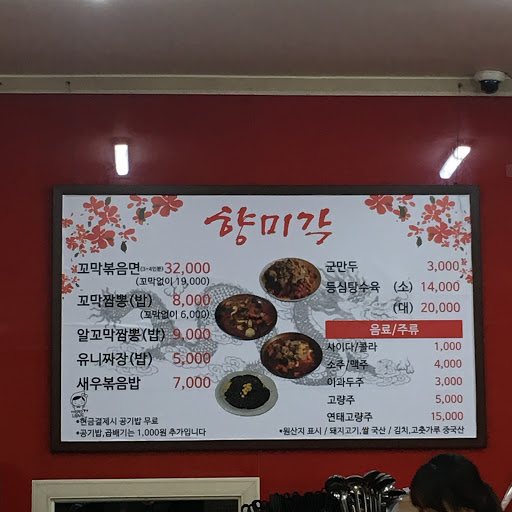 향미각
꼬막볶음면(3~4인분) 32,000
(꼬막없이 19,000)
꼬막짬뽕(밥) 8,000
(꼬막없이 6,000)
알꼬막짬뽕(밥) 9,000
유니짜장(밥) 5,000
새우볶음밥 7,000
•현금결제시 공기밥 무료
•공기밥,곱배기는 1,000원 추가입니다
군만두 3,000
등심탕수육 (소) 14,000
(대) 20,000
음료/주류
사이다/콜라 1,000
소주/맥주 4,000
이과두주 3,000
고량주 5,000
연태고량주 15,000
•원산지 표시 / 돼지고기,쌀 국산 / 김치,고춧가루 중국산